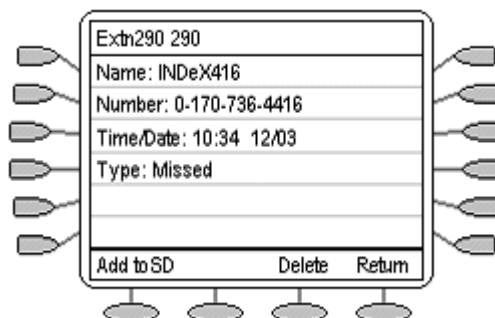 Extn290 290
Name: INDeX416
Number: 0-170-736-4416
Time/Date: 10:34 12/03
Type: Missed
Add to SD Delete Return